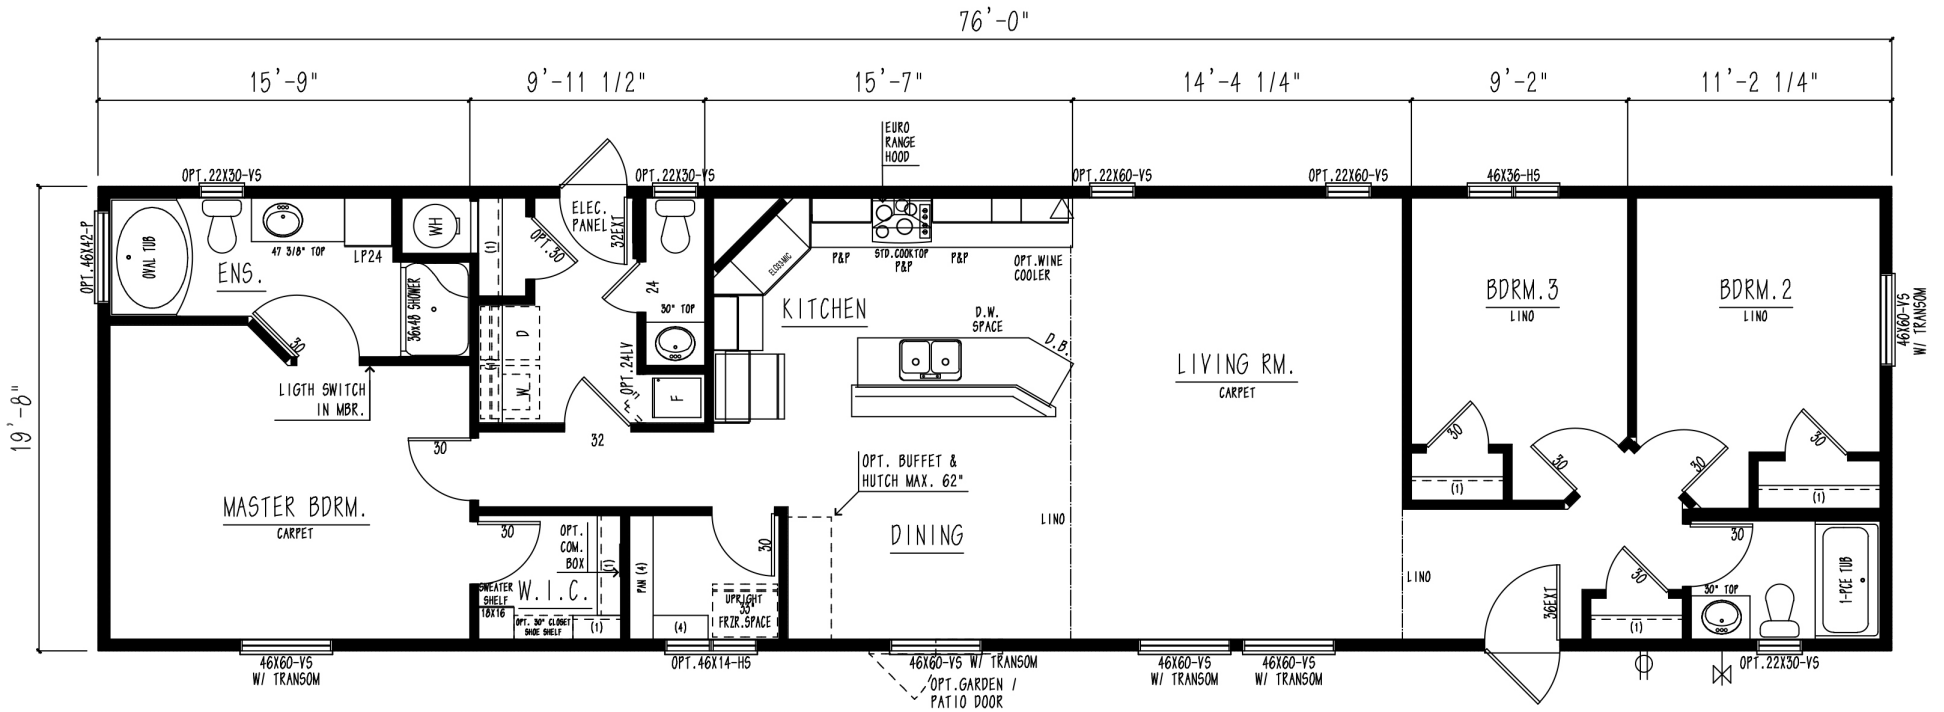 76'-0"
15'-9"
9'-11 1/2"
15'-7"
14'-4 1/4"
9'-2"
11'-2 1/4"
19'-8"
EURO
RANGE
HOOD
OPT.22X30-VS
OPT.22X30-VS
OPT.22X60-VS
OPT.22X60-VS
46X36-HS
OPT.46X42-P
OVAL TUB
47 3/8" TOP
LP24
WH
ENS.
36x48 SHOWER
30
LIGTH SWITCH
IN MBR.
(1)
OPT.30
ELEC.
PANEL
32EXT
24
30" TOP
D
W
OPT.24LV
F
32
EL03-MIC
P&P
STD.COOKTOP
P&P
P&P
OPT.WINE
COOLER
KITCHEN
D.W.
SPACE
D.B.
LIVING RM.
CARPET
BDRM.3
LINO
BDRM.2
LINO
46X60-VS
W/ TRANSOM
30
30
30
30
(1)
(1)
30
MASTER BDRM.
CARPET
30
OPT.
COM.
BOX
(1)
W.I.C.
SWEATER
SHELF
18X16
OPT. 30" CLOSET
SHOE SHELF
(1)
PAN (4)
30
UPRIGHT
33"
FRZR.SPACE
(4)
OPT. BUFFET &
HUTCH MAX. 62"
DINING
LINO
LINO
36EXT
30
(1)
30
30" TOP
1-PCE TUB
46X60-VS
W/ TRANSOM
OPT.46X14-HS
46X60-VS W/ TRANSOM
OPT.GARDEN /
PATIO DOOR
46X60-VS
W/ TRANSOM
46X60-VS
W/ TRANSOM
OPT.22X30-VS